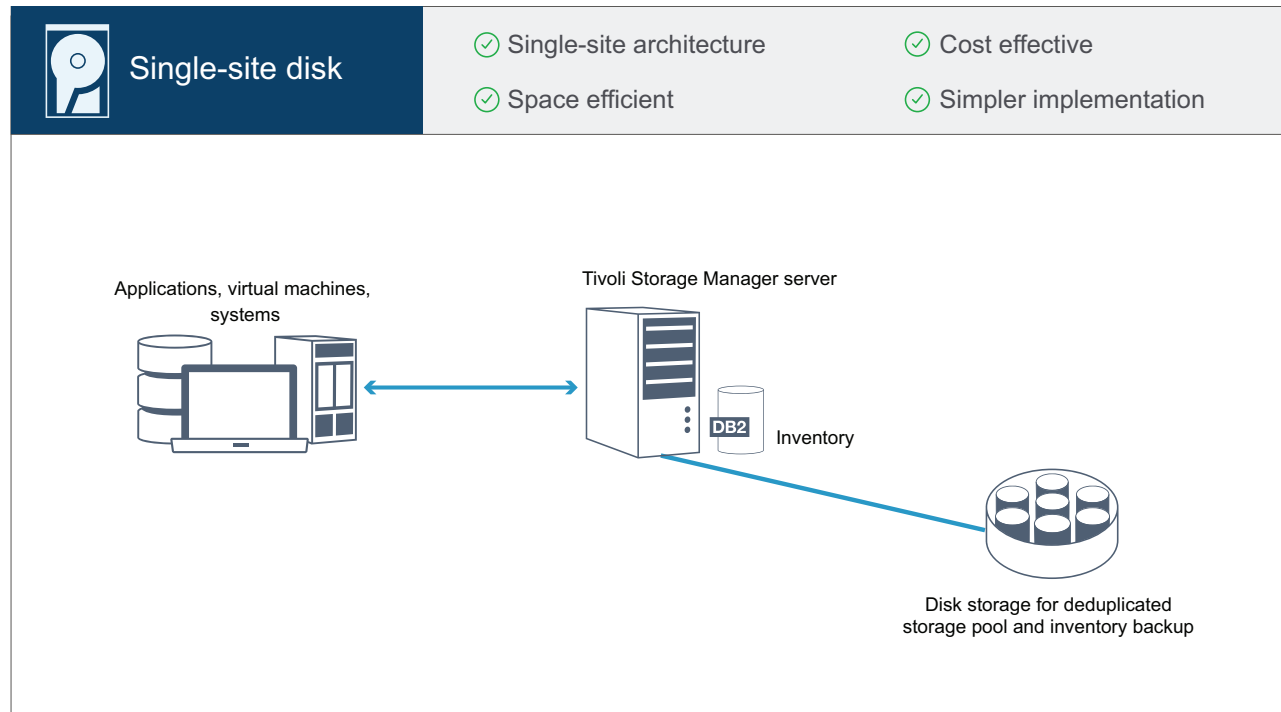 Single-site disk
Single-site architecture
Cost effective
Space efficient
Simpler implementation
Applications, virtual machines,
systems
Tivoli Storage Manager server
DB2
Inventory
Disk storage for deduplicated
storage pool and inventory backup